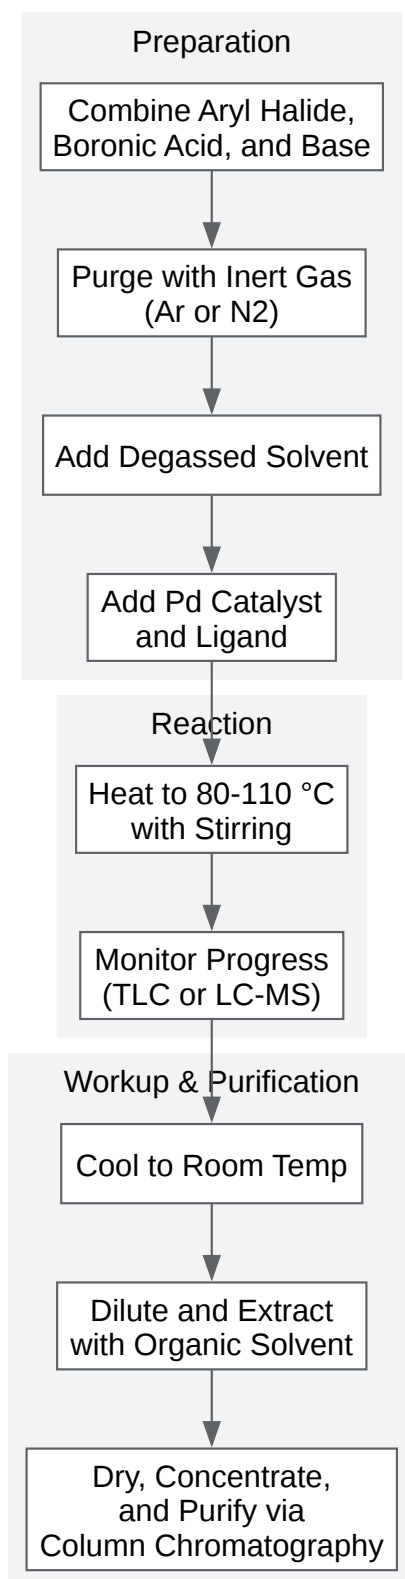 Preparation
Combine Aryl Halide,
Boronic Acid, and Base
Purge with Inert Gas
(Ar or N2)
Add Degassed Solvent
Add Pd Catalyst
and Ligand
Reaction
Heat to 80-110 °C
with Stirring
Monitor Progress
(TLC or LC-MS)
Workup & Purification
Cool to Room Temp
Dilute and Extract
with Organic Solvent
Dry, Concentrate,
and Purify via
Column Chromatography